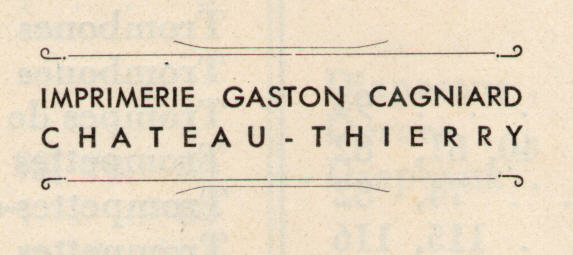 IMPRIMERIE GASTON CAGNIARD
CHATEAU-THIERRY